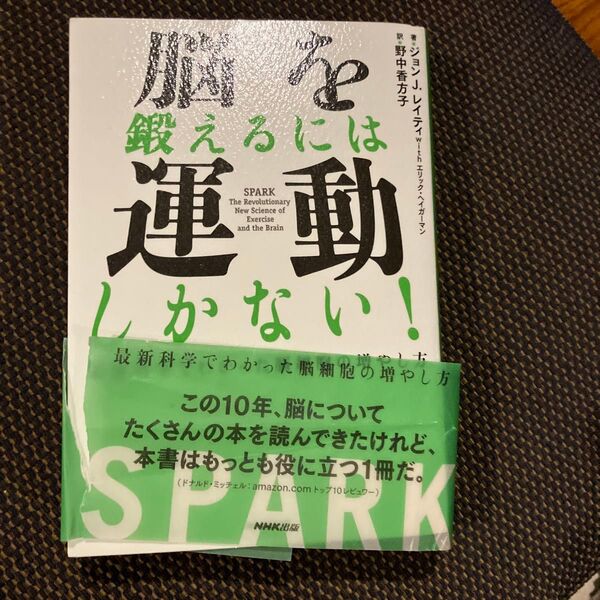 脳を
鍛えるには
運動
しかない!
SPARK
The Revolutionary
New Science of
Exercise
and the Brain
著●ジョン J. レイティ with エリック・ヘイガーマン
訳●野中香方子
最新科学でわかった脳細胞の増やし方
この10年、脳について
たくさんの本を読んできたけれど、
本書はもっとも役に立つ1冊だ。
(ドナルド・ミッチェル:amazon.comトップ10レビュワー)
SPARK
NHK出版